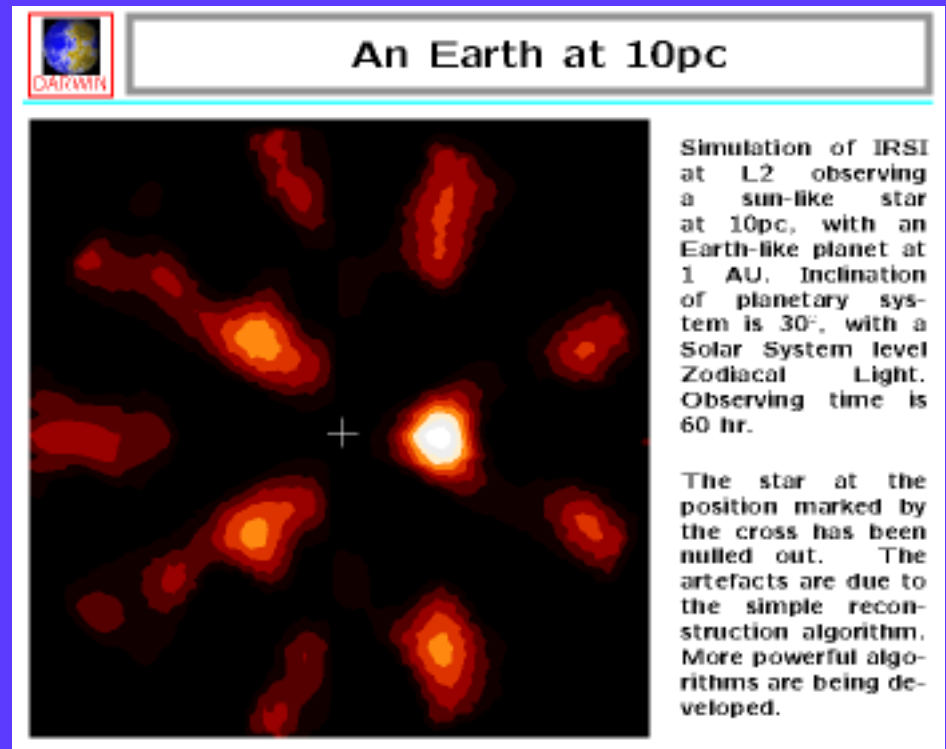 DARWIN
An Earth at 10pc
Simulation of IRSI
at L2 observing
a sun-like star
at 10pc, with an
Earth-like planet at
1 AU. Inclination
of planetary sys-
tem is 30°, with a
Solar System level
Zodiacal Light.
Observing time is
60 hr.
The star at the
position marked by
the cross has been
nulled out. The
artefacts are due to
the simple recon-
struction algorithm.
More powerful algo-
rithms are being de-
veloped.